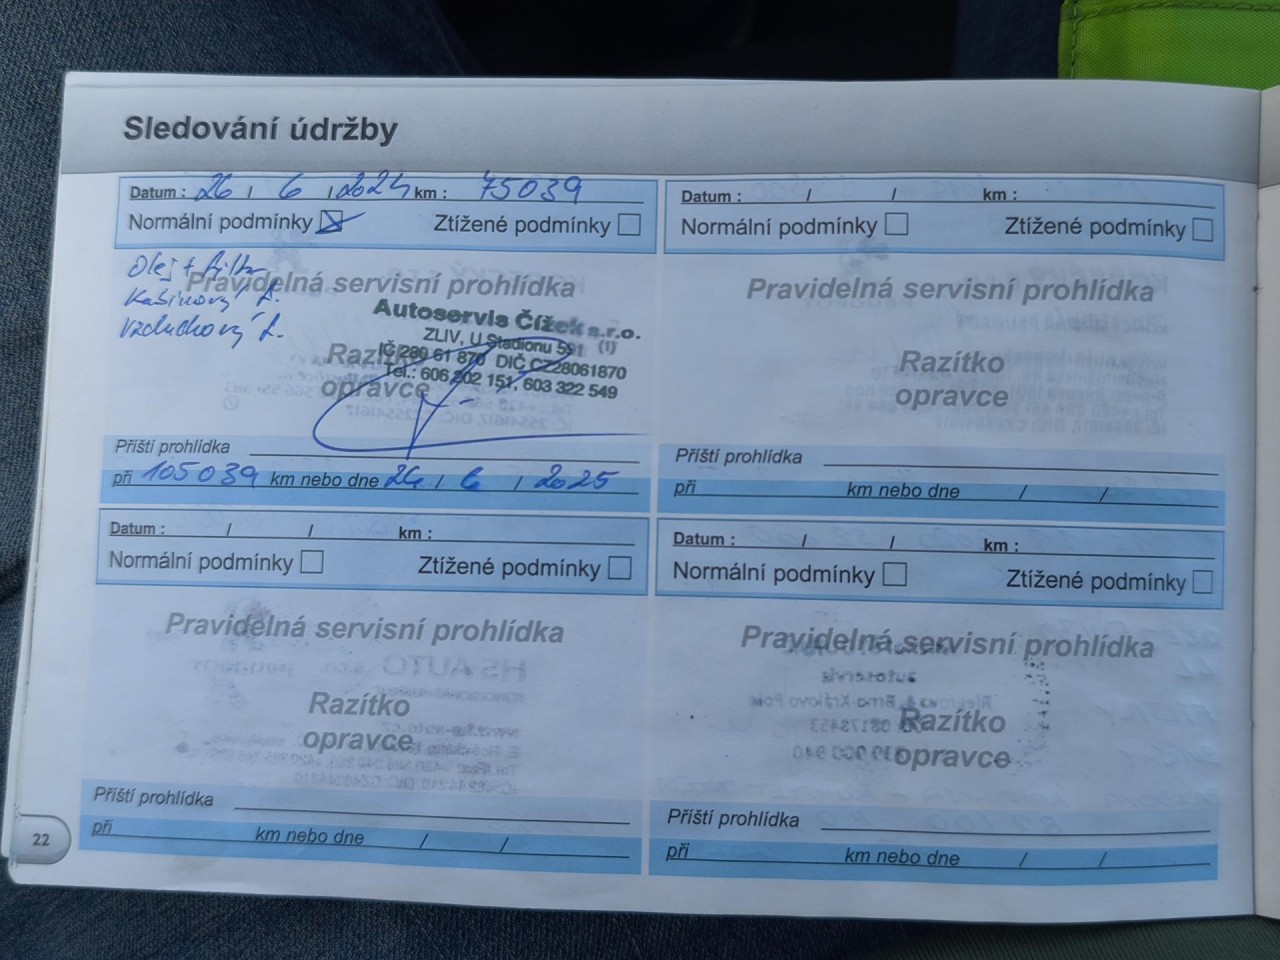 Sledování údržby
Datum : 26 / 6 / 2024 km : 75039
Normální podmínky Ztížené podmínky
Olej + filtr
Kabinový f.
Vzduchový f.
Pravidelná servisní prohlídka
Autoservis Čížek s.r.o.
ZLIV, U Stadionu 591 (1)
IČ 280 61 870 DIČ CZ28061870
Tel.: 606 202 151, 603 322 549
Razítko
opravce
Příští prohlídka
při 105039 km nebo dne 26 / 6 / 2025
Datum : / / km :
Normální podmínky Ztížené podmínky
Pravidelná servisní prohlídka
Razítko
opravce
Příští prohlídka
při km nebo dne / /
Datum : / / km :
Normální podmínky Ztížené podmínky
Pravidelná servisní prohlídka
Razítko
opravce
Příští prohlídka
při km nebo dne / /
Datum : / / km :
Normální podmínky Ztížené podmínky
Pravidelná servisní prohlídka
Razítko
opravce
Příští prohlídka
při km nebo dne / /
22